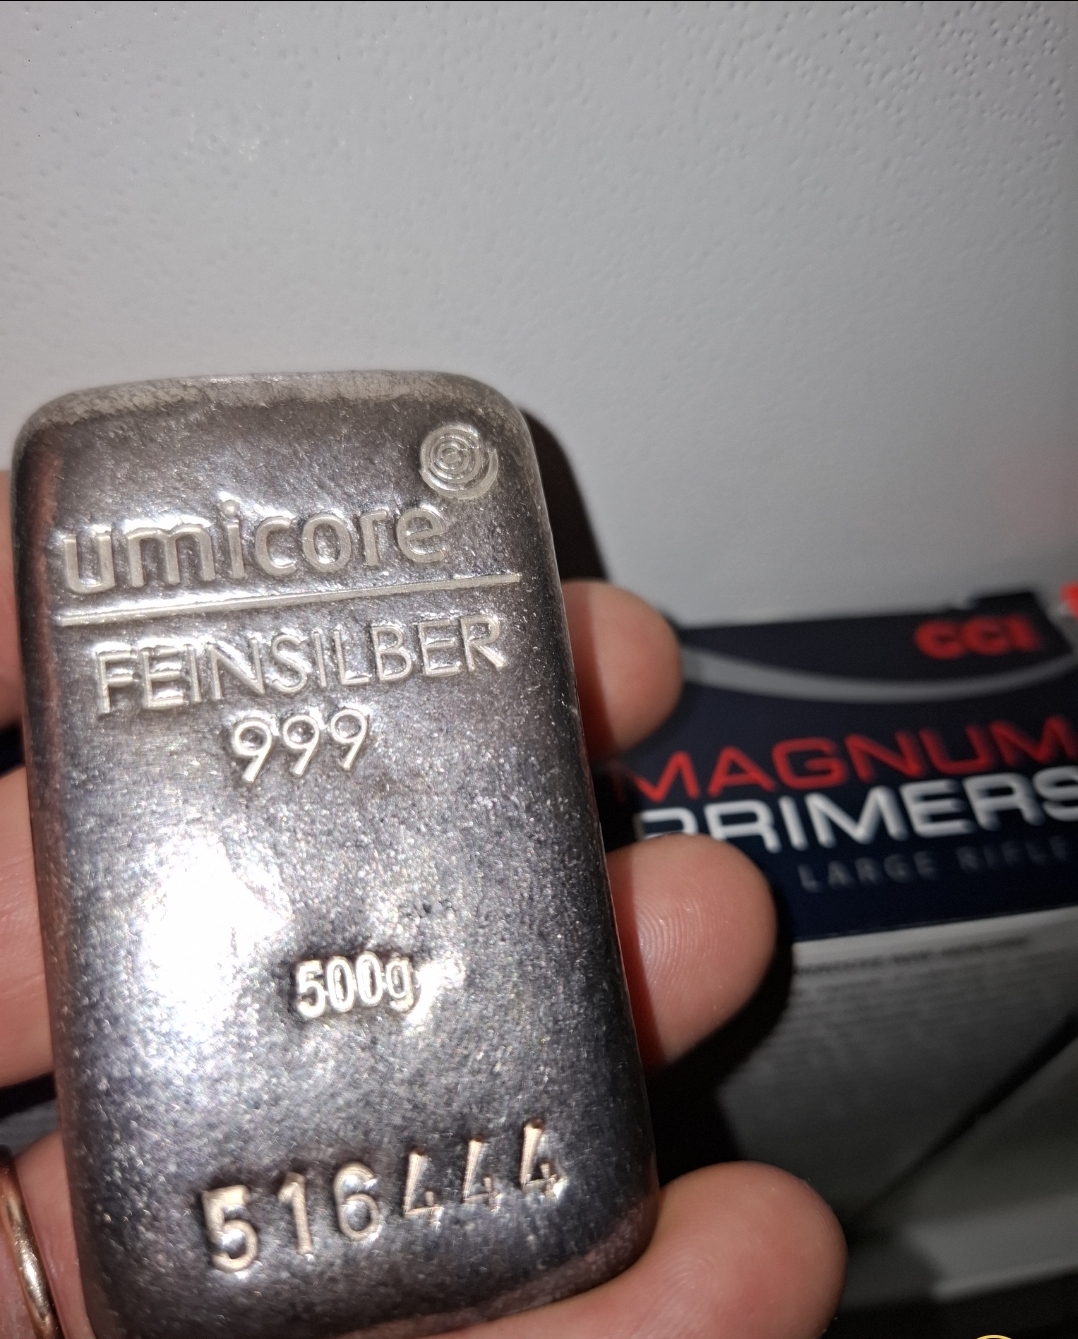 umicore
FEINSILBER
999
500g
516444
CCI
MAGNUM
PRIMERS
LARGE RIFLE